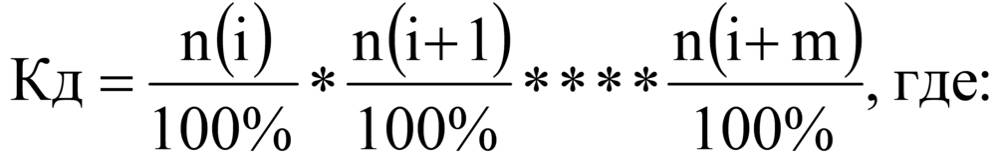 Кд = n(i)/100% * n(i+1)/100% * * * * n(i+m)/100%, где: